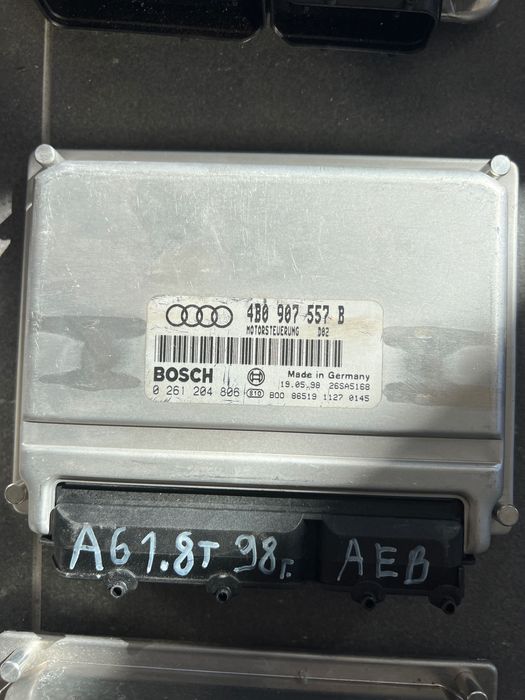 4B0 907 557 B
MOTORSTEUERUNG D02
BOSCH Made in Germany
19.05.98 26SA5168
0 261 204 806 E10 800 86519 1127 0145
A6 1.8T 98г. AEB